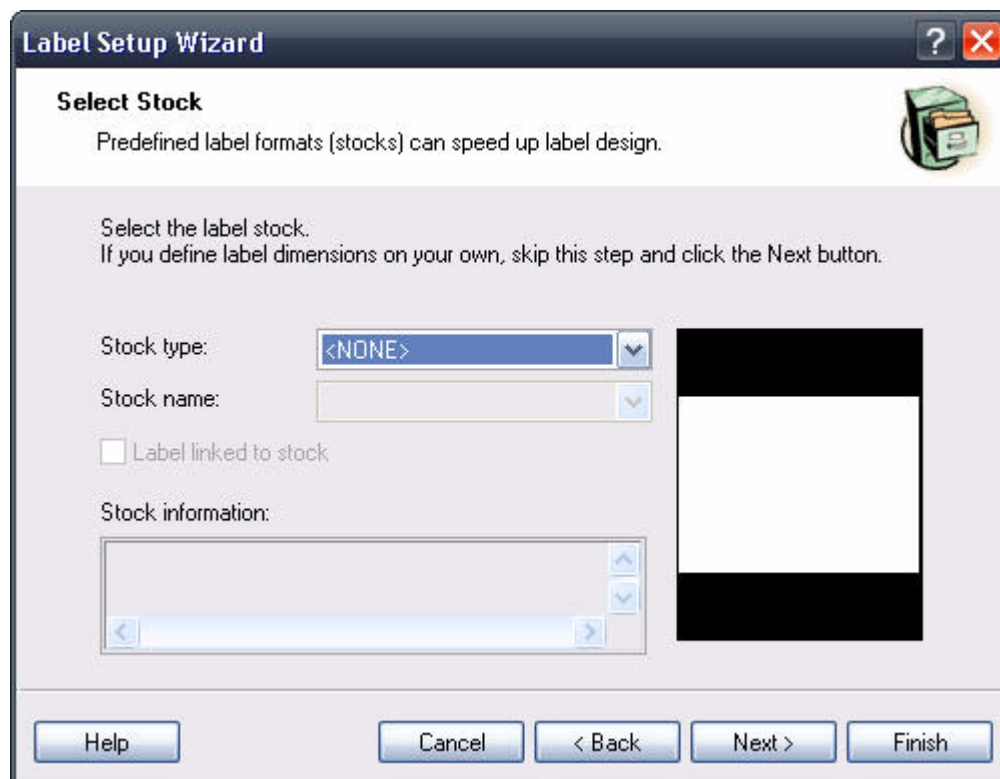 Label Setup Wizard
Select Stock
Predefined label formats (stocks) can speed up label design.
Select the label stock.
If you define label dimensions on your own, skip this step and click the Next button.
Stock type:
<NONE>
Stock name:
Label linked to stock
Stock information:
Help
Cancel
< Back
Next >
Finish